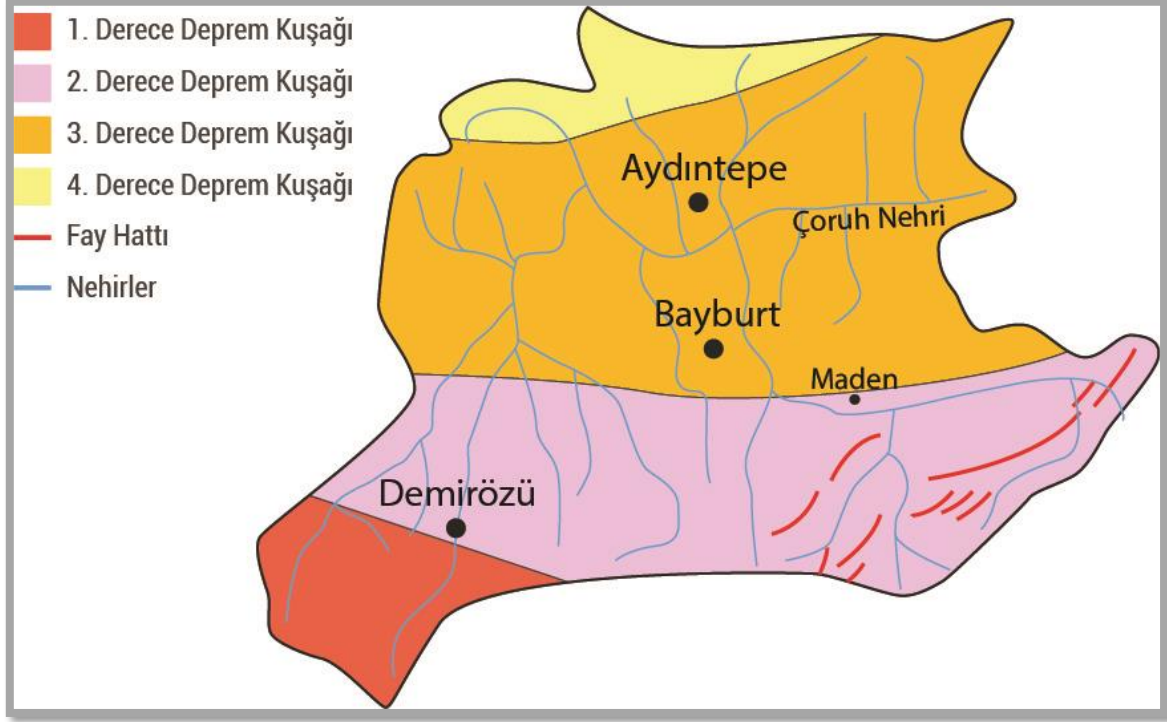 1. Derece Deprem Kuşağı
2. Derece Deprem Kuşağı
3. Derece Deprem Kuşağı
4. Derece Deprem Kuşağı
Fay Hattı
Nehirler
Aydıntepe
Çoruh Nehri
Bayburt
Maden
Demirözü